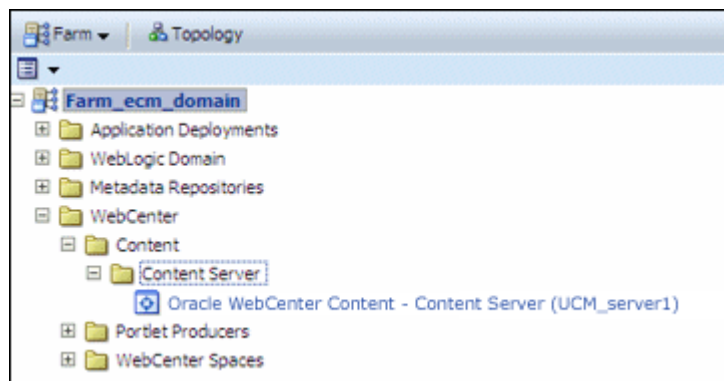 Farm Topology
Farm_ecm_domain
Application Deployments
WebLogic Domain
Metadata Repositories
WebCenter
Content
Content Server
Oracle WebCenter Content - Content Server (UCM_server1)
Portlet Producers
WebCenter Spaces